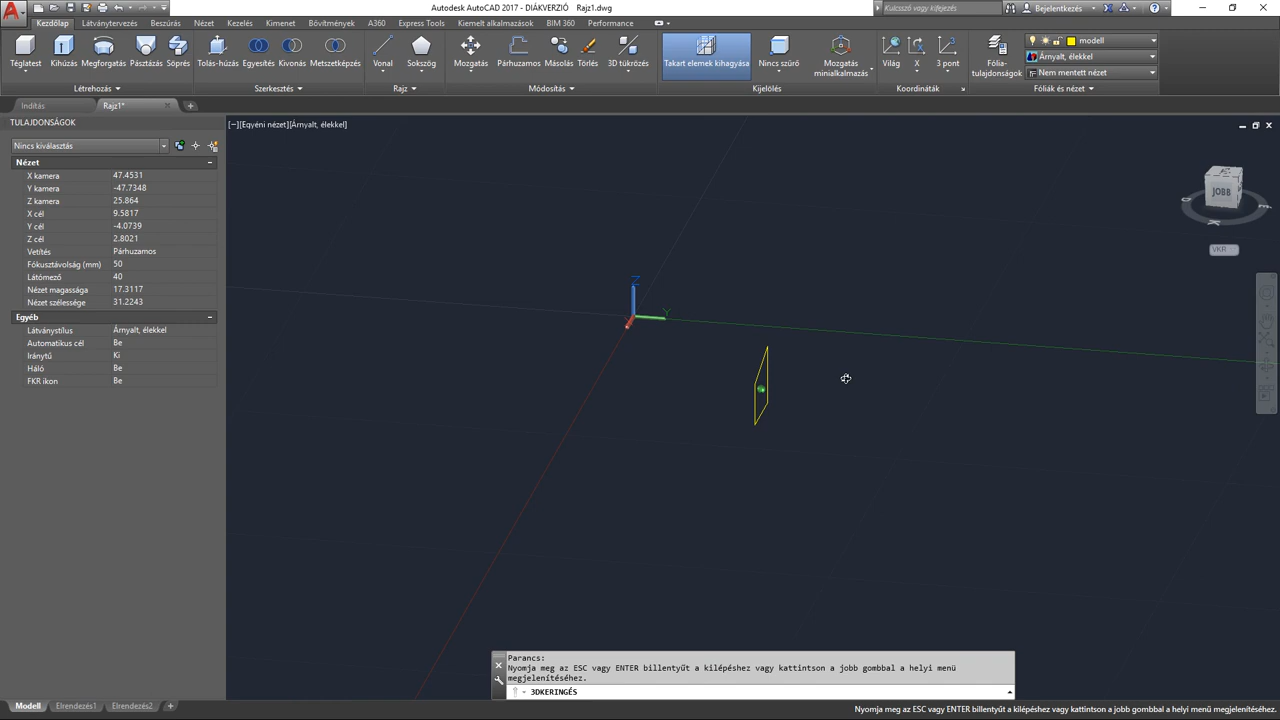 Autodesk AutoCAD 2017 - DIÁKVERZIÓ Rajz1.dwg
Kulcsszó vagy kifejezés
Bejelentkezés
Kezdőlap Látványtervezés Beszúrás Nézet Kezelés Kimenet Bővítmények A360 Express Tools Kiemelt alkalmazások BIM 360 Performance
Téglatest Kihúzás Megforgatás Pásztázás Söprés Tolás-húzás Egyesítés Kivonás Metszetképzés Vonal Sokszög Mozgatás Párhuzamos Másolás Törlés 3D tükrözés Takart elemek kihagyása Nincs szűrő Mozgatás minialkalmazás Világ X 3 pont Fólia-tulajdonságok
modell
Árnyalt, élekkel
Nem mentett nézet
Létrehozás Szerkesztés Rajz Módosítás Kijelölés Koordináták Fóliák és nézet
Indítás Rajz1*
TULAJDONSÁGOK
[−][Egyéni nézet][Árnyalt, élekkel]
Nincs kiválasztás
Nézet
X kamera 47.4531
Y kamera -47.7348
Z kamera 25.864
X cél 9.5817
Y cél -4.0739
Z cél 2.8021
Vetítés Párhuzamos
Fókusztávolság (mm) 50
Látómező 40
Nézet magassága 17.3117
Nézet szélessége 31.2243
Egyéb
Látványstílus Árnyalt, élekkel
Automatikus cél Be
Iránytű Ki
Háló Be
FKR ikon Be
JOBB
VKR
Z
Y
Parancs:
Nyomja meg az ESC vagy ENTER billentyűt a kilépéshez vagy kattintson a jobb gombbal a helyi menü
megjelenítéséhez.
3DKERINGÉS
Modell Elrendezés1 Elrendezés2
Nyomja meg az ESC vagy ENTER billentyűt a kilépéshez vagy kattintson a jobb gombbal a helyi menü megjelenítéséhez.